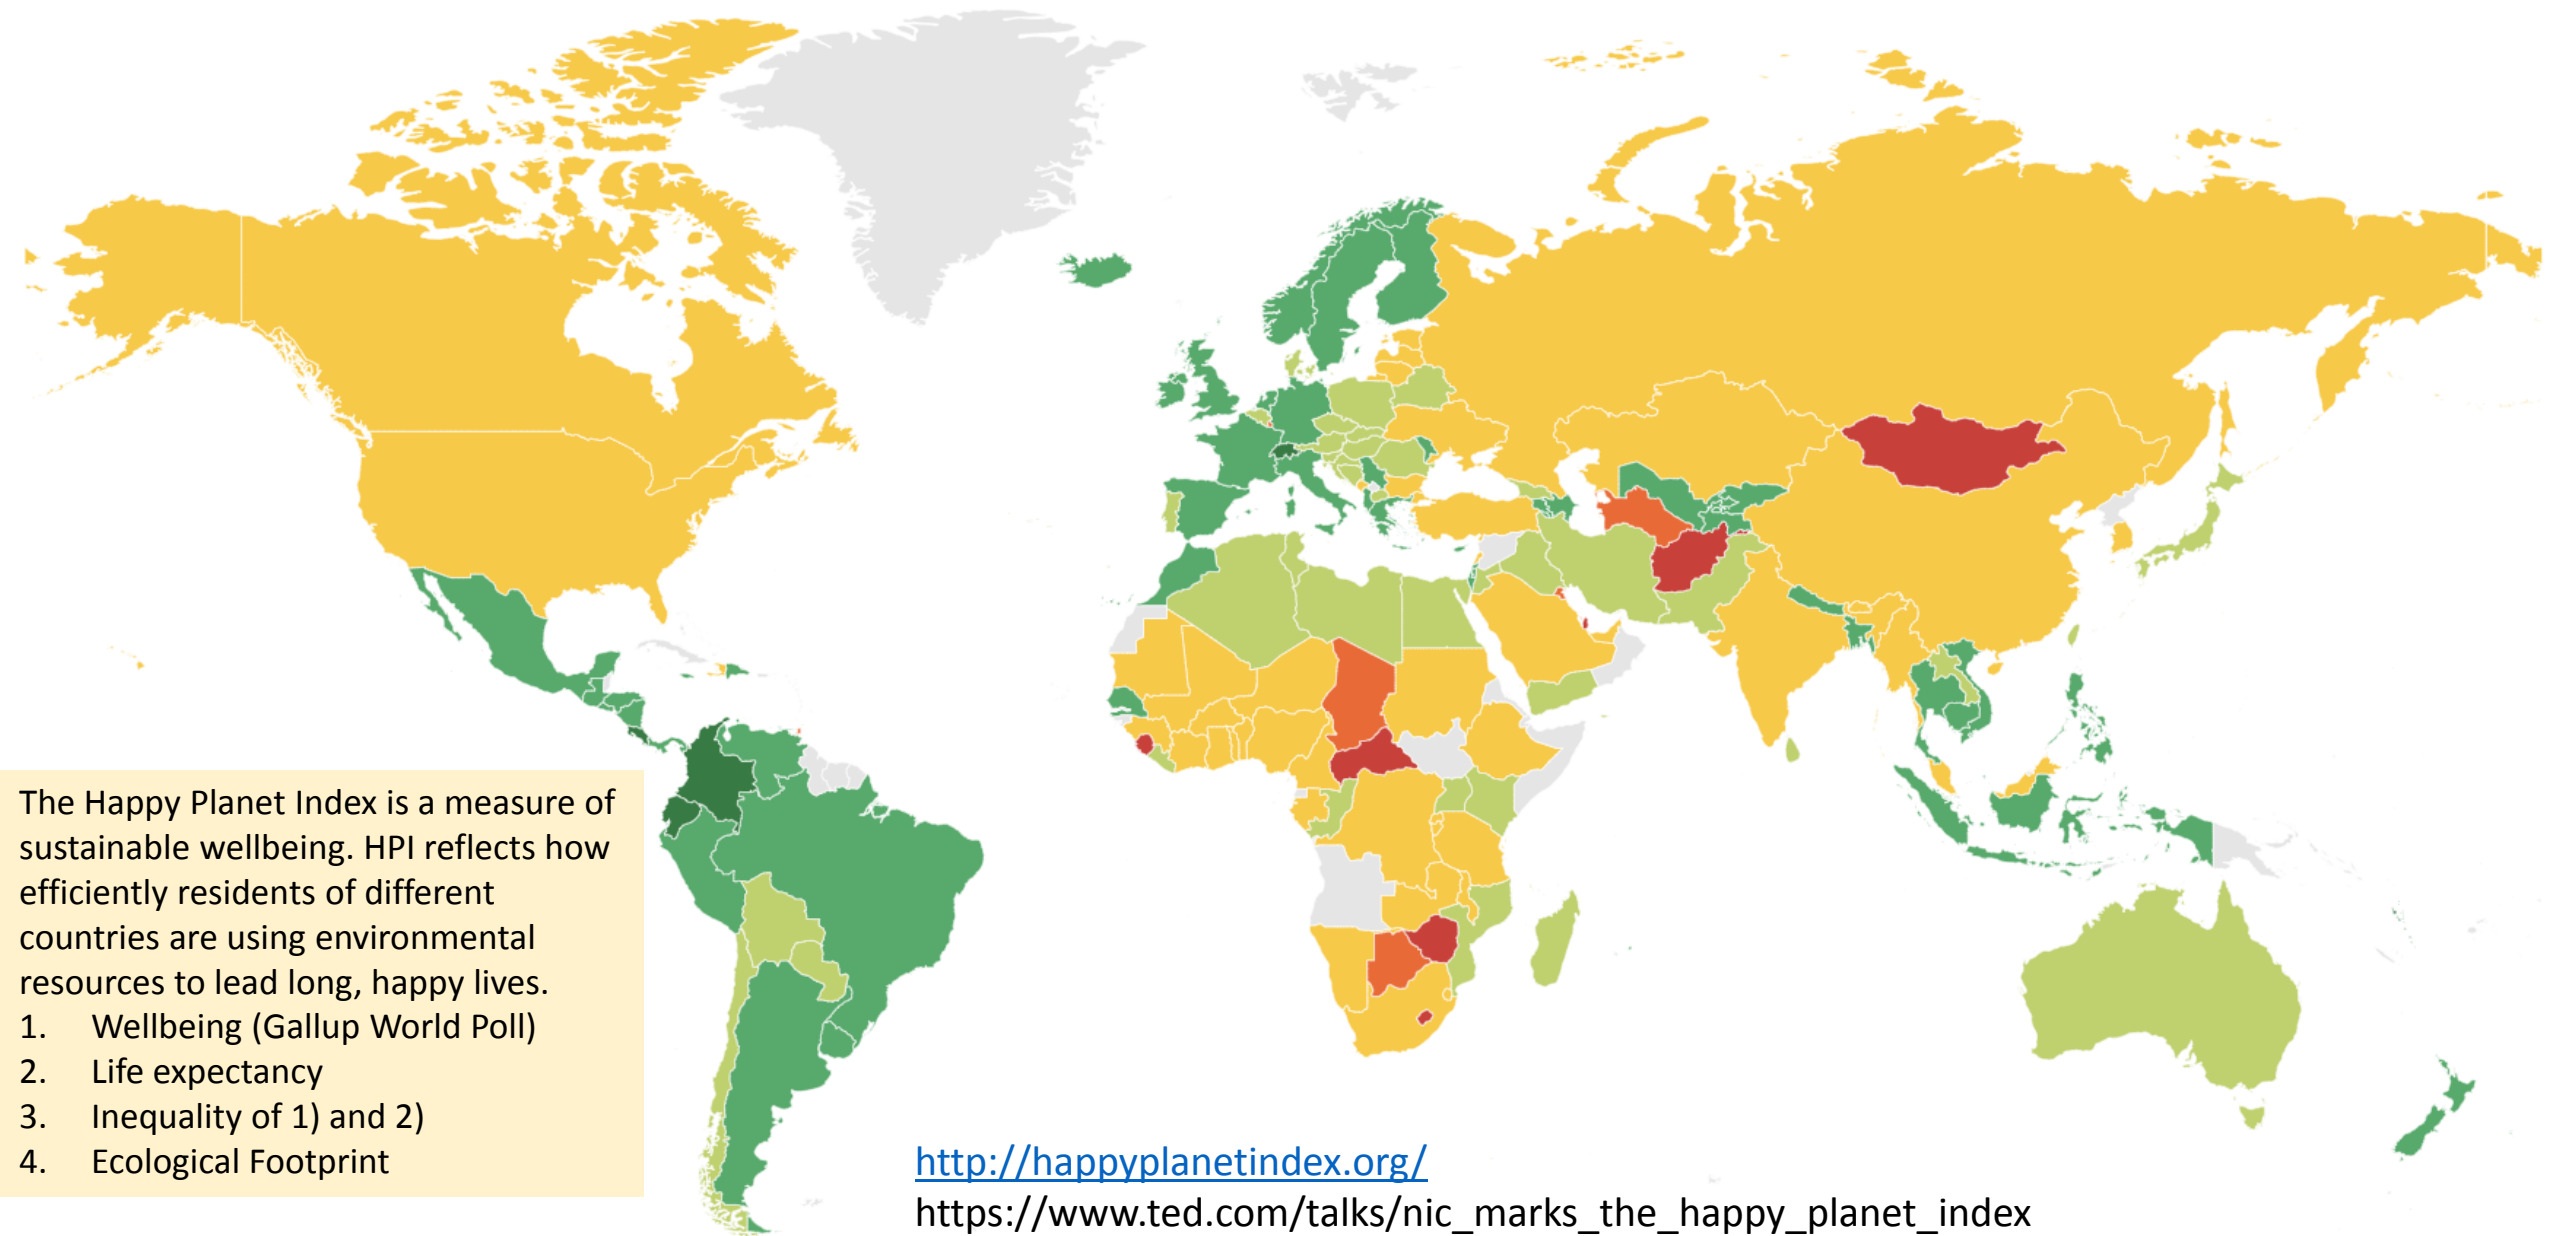 The Happy Planet Index is a measure of
sustainable wellbeing. HPI reflects how
efficiently residents of different
countries are using environmental
resources to lead long, happy lives.
1. Wellbeing (Gallup World Poll)
2. Life expectancy
3. Inequality of 1) and 2)
4. Ecological Footprint
http://happyplanetindex.org/
https://www.ted.com/talks/nic_marks_the_happy_planet_index